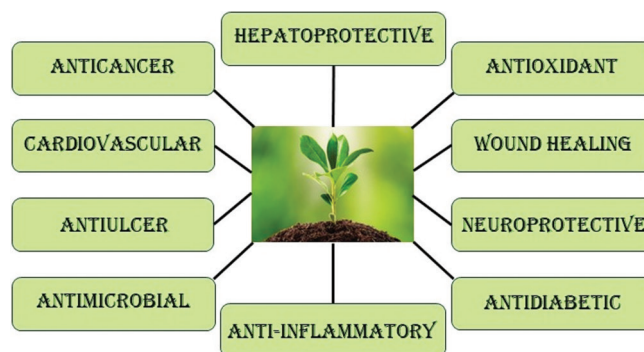 HEPATOPROTECTIVE
ANTICANCER
ANTIOXIDANT
CARDIOVASCULAR
WOUND HEALING
ANTIULCER
NEUROPROTECTIVE
ANTIMICROBIAL
ANTIDIABETIC
ANTI-INFLAMMATORY